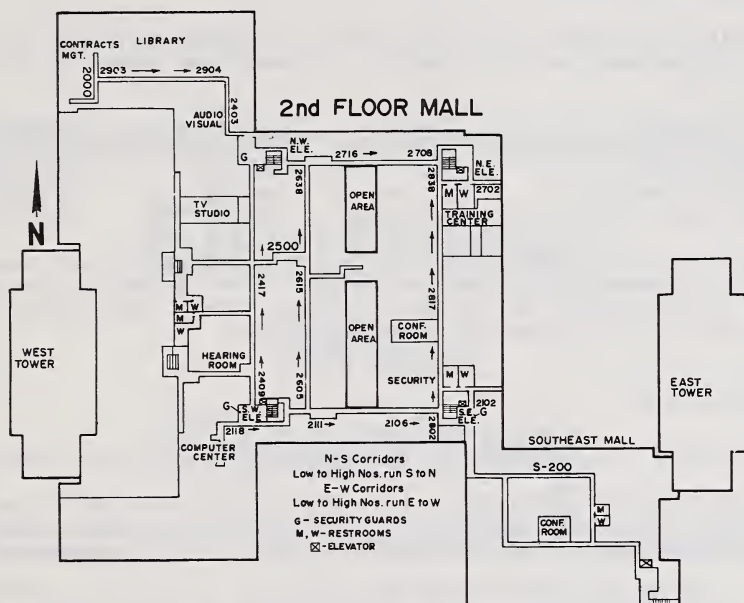 CONTRACTS
MGT.
LIBRARY
2000
2903 → → 2904
2403
AUDIO
VISUAL
2nd FLOOR MALL
N.W.
ELE.
G
2716 → 2708
N.E.
ELE.
2638
OPEN
AREA
2838
M W
2702
TRAINING
CENTER
TV
STUDIO
N
2500
2417
2615
2817
M W
M
W
OPEN
AREA
CONF.
ROOM
HEARING
ROOM
WEST
TOWER
EAST
TOWER
2409
2605
SECURITY
M W
G
S.W.
ELE.
2102
S.E.
ELE.
G
2118 → 2111 → 2106 →
2802
COMPUTER
CENTER
SOUTHEAST MALL
S-200
N-S Corridors
Low to High Nos. run S to N
E-W Corridors
Low to High Nos. run E to W
G - SECURITY GUARDS
M, W - RESTROOMS
☒ - ELEVATOR
M
W
CONF.
ROOM